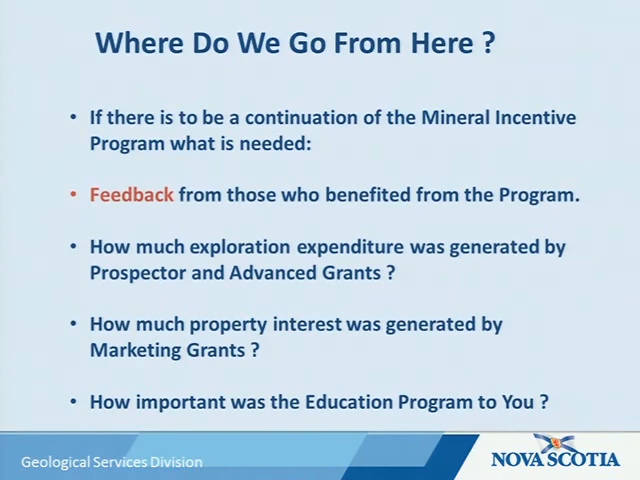 Where Do We Go From Here ?
• If there is to be a continuation of the Mineral Incentive
Program what is needed:
• Feedback from those who benefited from the Program.
• How much exploration expenditure was generated by
Prospector and Advanced Grants ?
• How much property interest was generated by
Marketing Grants ?
• How important was the Education Program to You ?
Geological Services Division
NOVA SCOTIA